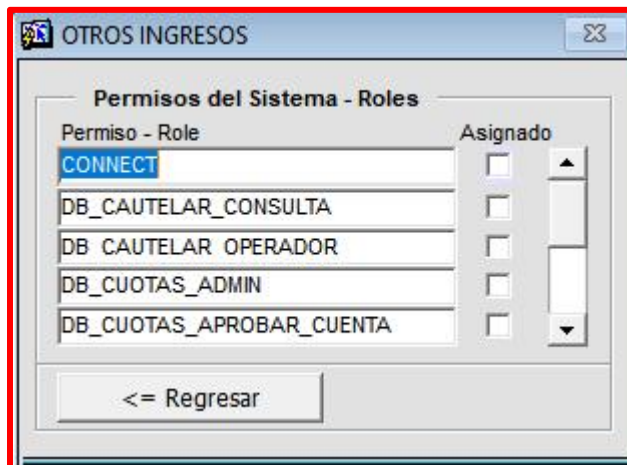 OTROS INGRESOS
Permisos del Sistema - Roles
Permiso - Role Asignado
CONNECT
DB_CAUTELAR_CONSULTA
DB_CAUTELAR_OPERADOR
DB_CUOTAS_ADMIN
DB_CUOTAS_APROBAR_CUENTA
<= Regresar